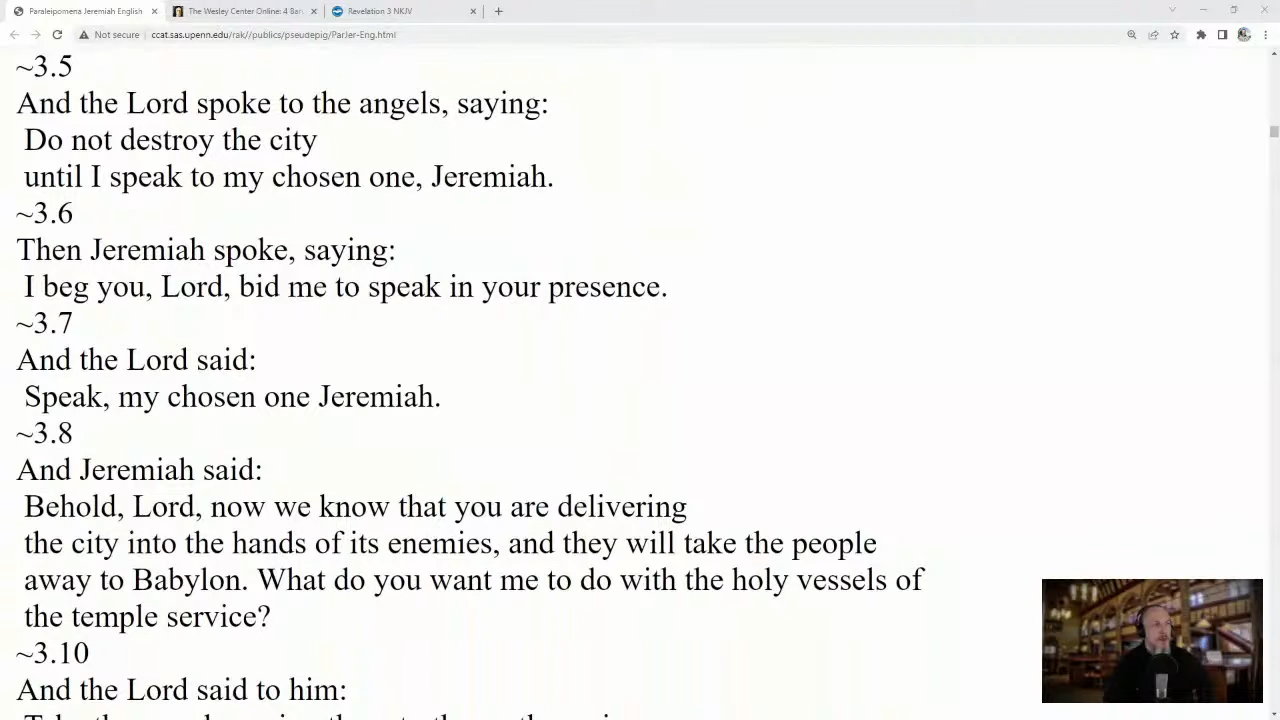 Paraleipomena Jeremiah English
The Wesley Center Online: 4 Bar
Revelation 3 NKJV
Not secure | ccat.sas.upenn.edu/rak//publics/pseudepig/ParJer-Eng.html
~3.5
And the Lord spoke to the angels, saying:
Do not destroy the city
until I speak to my chosen one, Jeremiah.
~3.6
Then Jeremiah spoke, saying:
I beg you, Lord, bid me to speak in your presence.
~3.7
And the Lord said:
Speak, my chosen one Jeremiah.
~3.8
And Jeremiah said:
Behold, Lord, now we know that you are delivering
the city into the hands of its enemies, and they will take the people
away to Babylon. What do you want me to do with the holy vessels of
the temple service?
~3.10
And the Lord said to him: